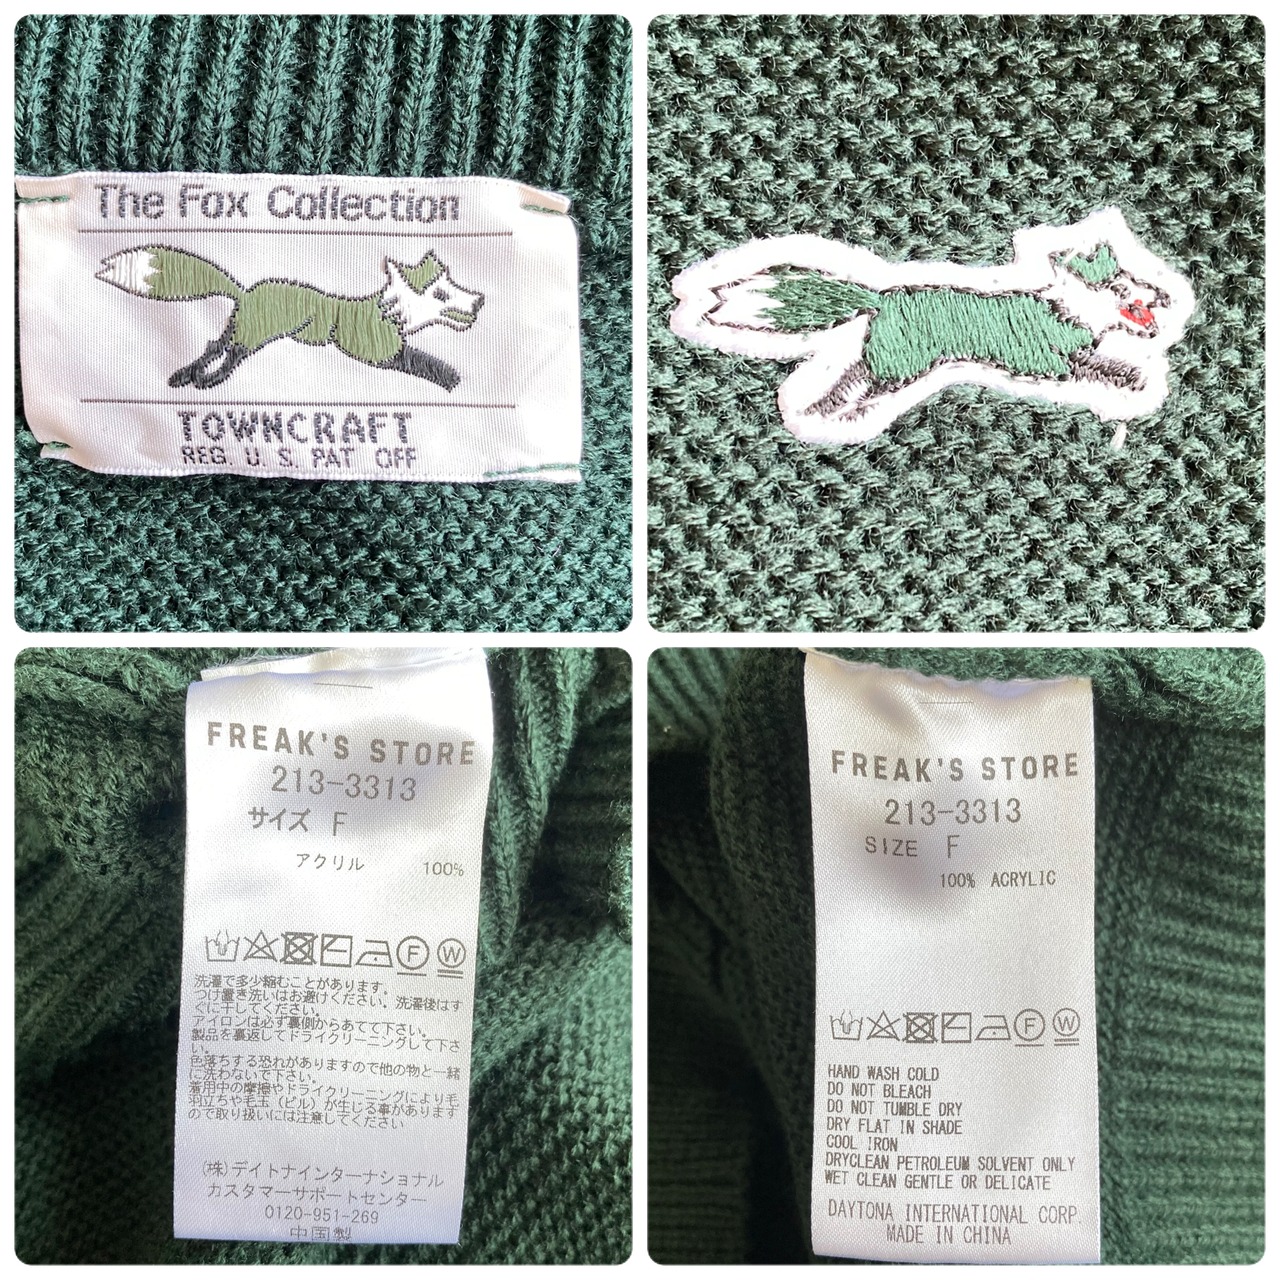 The Fox Collection
TOWNCRAFT
REG. U. S. PAT OFF
FREAK'S STORE
213-3313
サイズ F
アクリル 100%
F W
洗濯で多少縮むことがあります。
つけ置き洗いはお避けください。洗濯後はす
ぐに干してください。
アイロンは必ず裏側からあてて下さい。
製品を裏返してドライクリーニングして下さ
い。
色落ちする恐れがありますので他の物と一緒
に洗わないで下さい。
着用中の摩擦やドライクリーニングにより毛
羽立ちや毛玉(ピル)が生じる事があります
ので取り扱いには注意してください
(株)デイトナインターナショナル
カスタマーサポートセンター
0120-951-269
中国製
FREAK'S STORE
213-3313
SIZE F
100% ACRYLIC
F W
HAND WASH COLD
DO NOT BLEACH
DO NOT TUMBLE DRY
DRY FLAT IN SHADE
COOL IRON
DRYCLEAN PETROLEUM SOLVENT ONLY
WET CLEAN GENTLE OR DELICATE
DAYTONA INTERNATIONAL CORP.
MADE IN CHINA